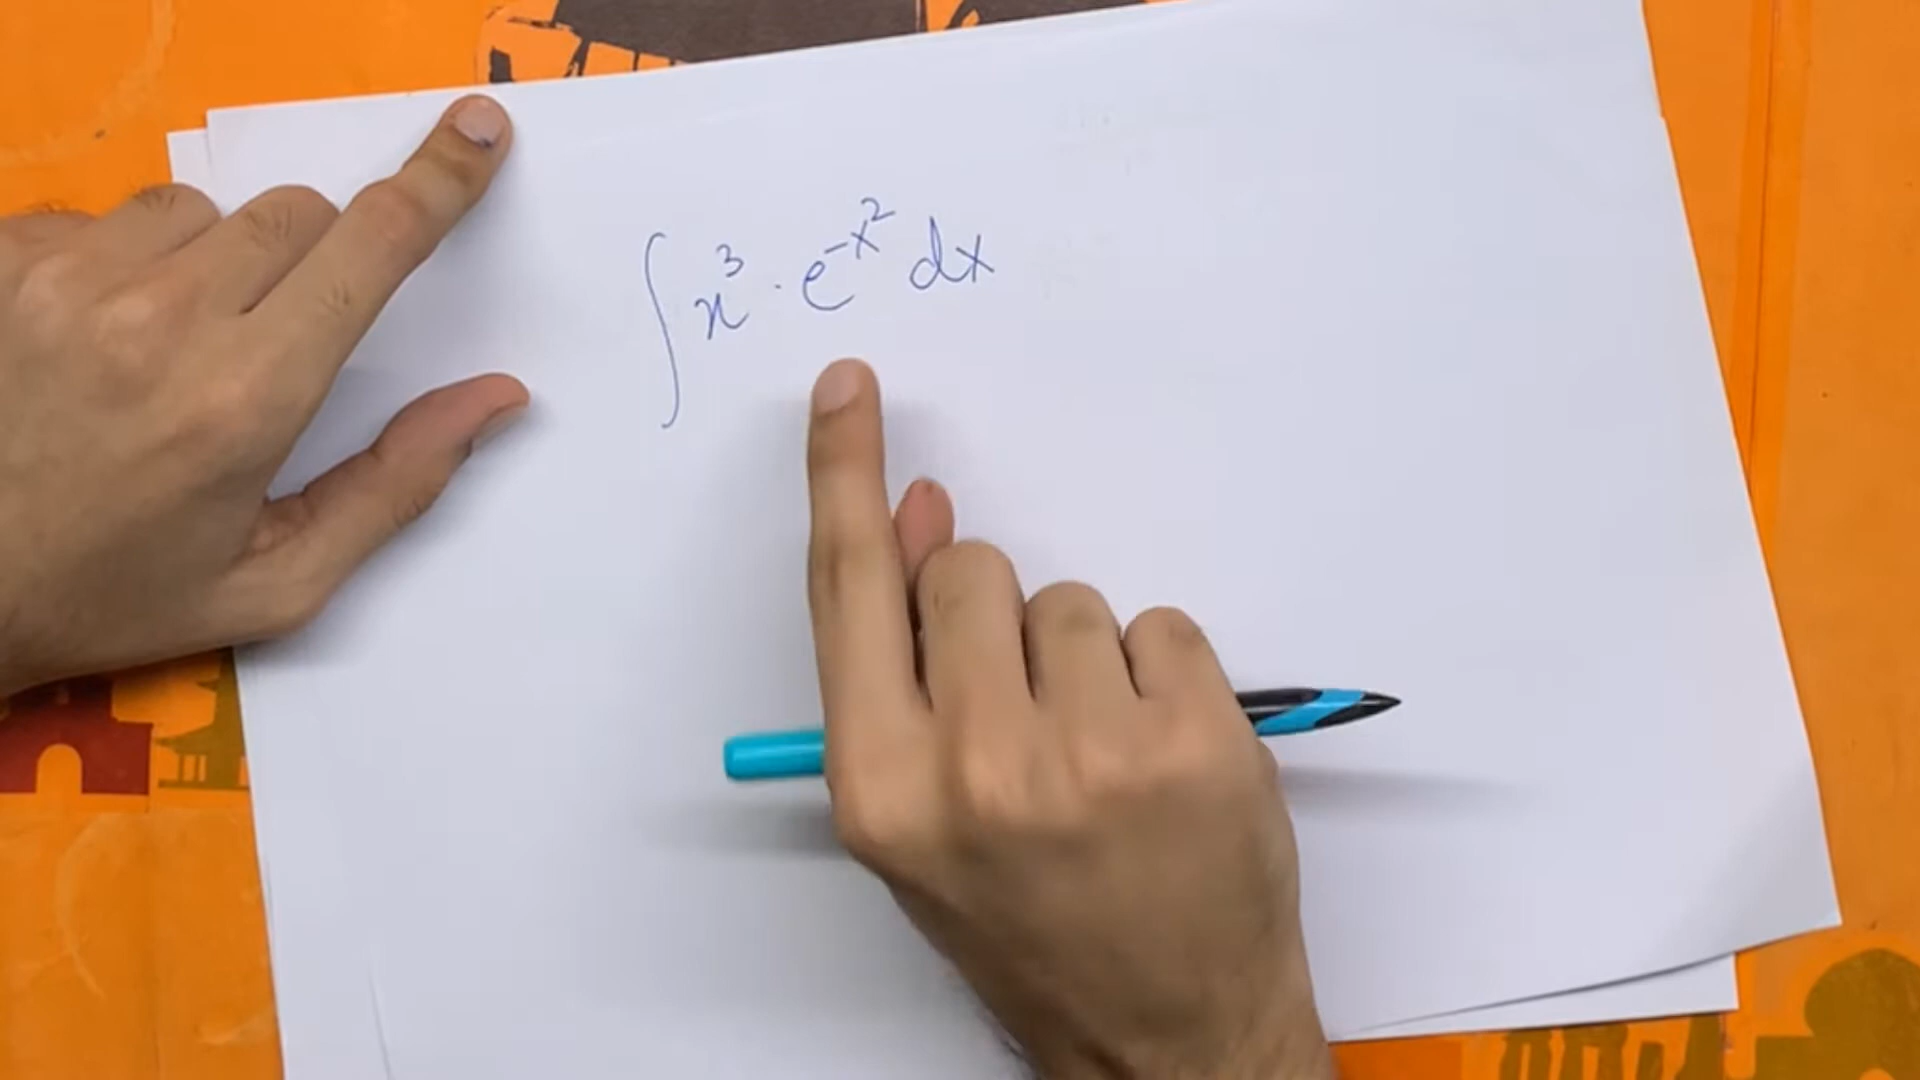 ∫ x³ · e^{-x²} dx